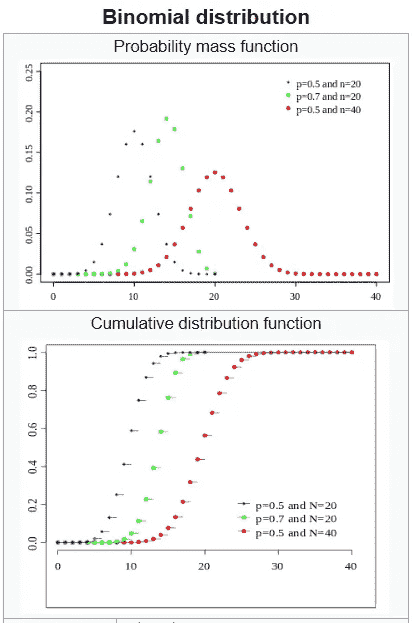 Binomial distribution
Probability mass function
0.25
0.20
0.15
0.10
0.05
0.00
p=0.5 and n=20
p=0.7 and n=20
p=0.5 and n=40
0 10 20 30 40
Cumulative distribution function
1.0
0.8
0.6
0.4
0.2
0.0
p=0.5 and N=20
p=0.7 and N=20
p=0.5 and N=40
0 10 20 30 40